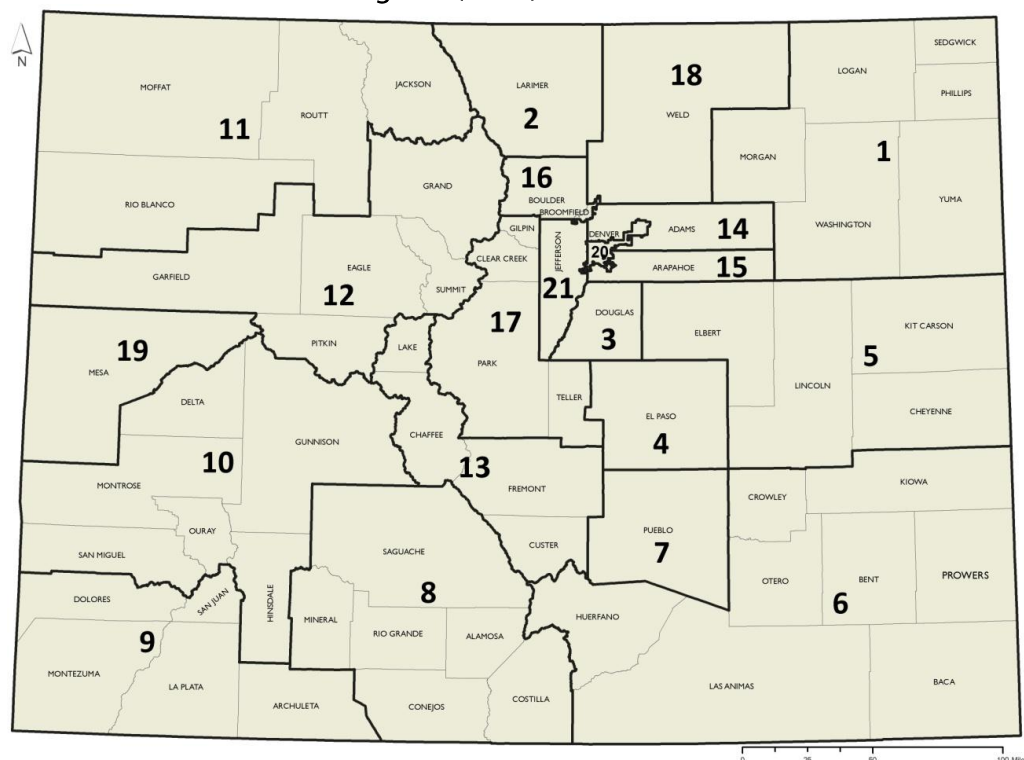 N
MOFFAT
ROUTT
JACKSON
LARIMER
2
18
WELD
LOGAN
SEDGWICK
PHILLIPS
11
RIO BLANCO
GRAND
16
BOULDER
BROOMFIELD
MORGAN
1
WASHINGTON
YUMA
GILPIN
CLEAR CREEK
JEFFERSON
DENVER
20
ADAMS
14
ARAPAHOE
15
GARFIELD
EAGLE
12
SUMMIT
21
17
DOUGLAS
3
ELBERT
KIT CARSON
5
19
MESA
PITKIN
LAKE
PARK
TELLER
LINCOLN
CHEYENNE
DELTA
GUNNISON
CHAFFEE
EL PASO
4
10
MONTROSE
13
FREMONT
CROWLEY
KIOWA
OURAY
SAN MIGUEL
SAGUACHE
8
CUSTER
PUEBLO
7
OTERO
BENT
6
PROWERS
DOLORES
SAN JUAN
HINSDALE
MINERAL
RIO GRANDE
ALAMOSA
HUERFANO
9
MONTEZUMA
LA PLATA
ARCHULETA
CONEJOS
COSTILLA
LAS ANIMAS
BACA